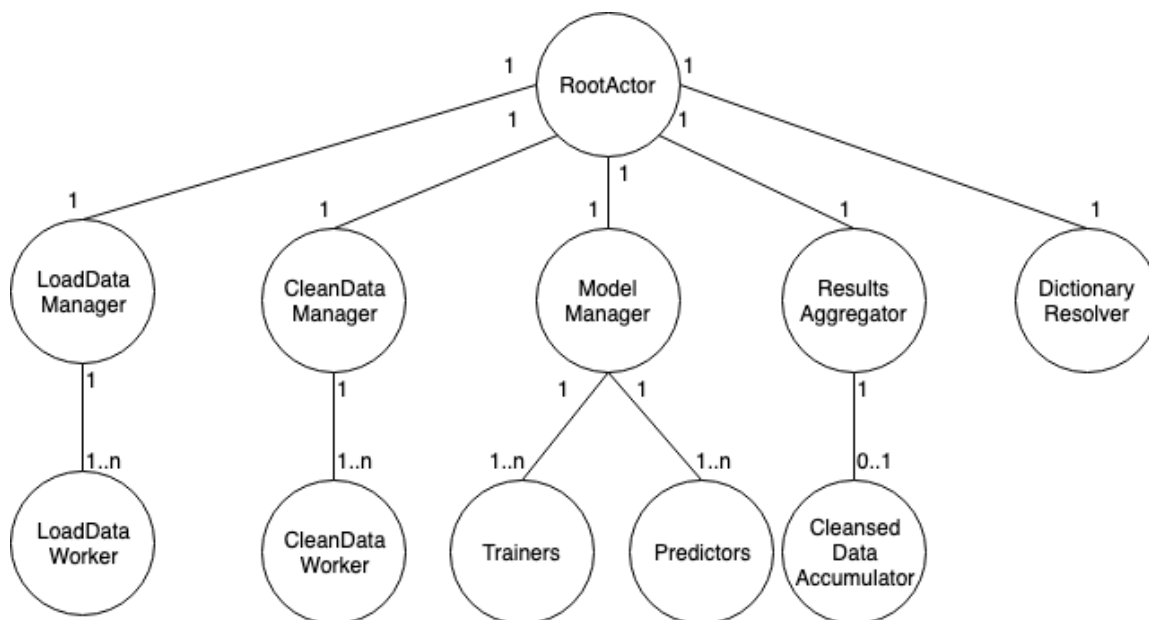 RootActor
1
1
1
1
1
1
1
1
1
1
LoadData
Manager
CleanData
Manager
Model
Manager
Results
Aggregator
Dictionary
Resolver
1
1
1
1
1
1..n
1..n
1..n
1..n
0..1
LoadData
Worker
CleanData
Worker
Trainers
Predictors
Cleansed
Data
Accumulator